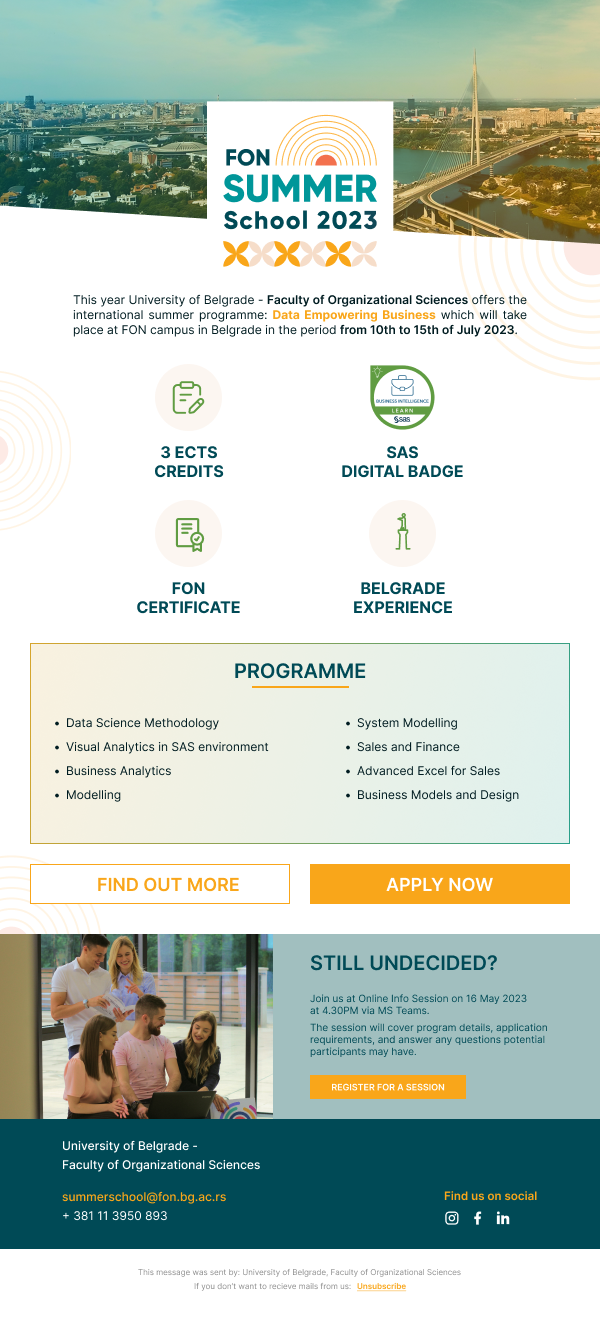 FON
SUMMER
School 2023
This year University of Belgrade - Faculty of Organizational Sciences offers the
international summer programme: Data Empowering Business which will take
place at FON campus in Belgrade in the period from 10th to 15th of July 2023.
BUSINESS INTELLIGENCE
LEARN
sas
3 ECTS
CREDITS
SAS
DIGITAL BADGE
FON
CERTIFICATE
BELGRADE
EXPERIENCE
PROGRAMME
• Data Science Methodology
• Visual Analytics in SAS environment
• Business Analytics
• Modelling
• System Modelling
• Sales and Finance
• Advanced Excel for Sales
• Business Models and Design
FIND OUT MORE
APPLY NOW
STILL UNDECIDED?
Join us at Online Info Session on 16 May 2023
at 4.30PM via MS Teams.
The session will cover program details, application
requirements, and answer any questions potential
participants may have.
REGISTER FOR A SESSION
University of Belgrade -
Faculty of Organizational Sciences
summerschool@fon.bg.ac.rs
+ 381 11 3950 893
Find us on social
This message was sent by: University of Belgrade, Faculty of Organizational Sciences
If you don't want to recieve mails from us: Unsubscribe